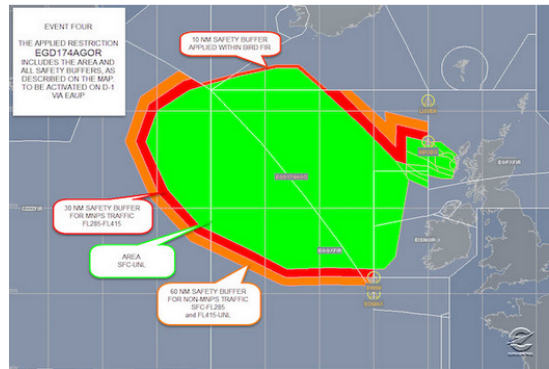 EVENT FOUR
THE APPLIED RESTRICTION
EGD174AGOR
INCLUDES THE AREA AND
ALL SAFETY BUFFERS, AS
DESCRIBED ON THE MAP,
TO BE ACTIVATED ON D-1
VIA EAUP
10 NM SAFETY BUFFER
APPLIED WITHIN BIRD FIR
30 NM SAFETY BUFFER
FOR MNPS TRAFFIC
FL285-FL415
AREA
SFC-UNL
60 NM SAFETY BUFFER
FOR NON-MNPS TRAFFIC
SFC-FL285
and FL415-UNL